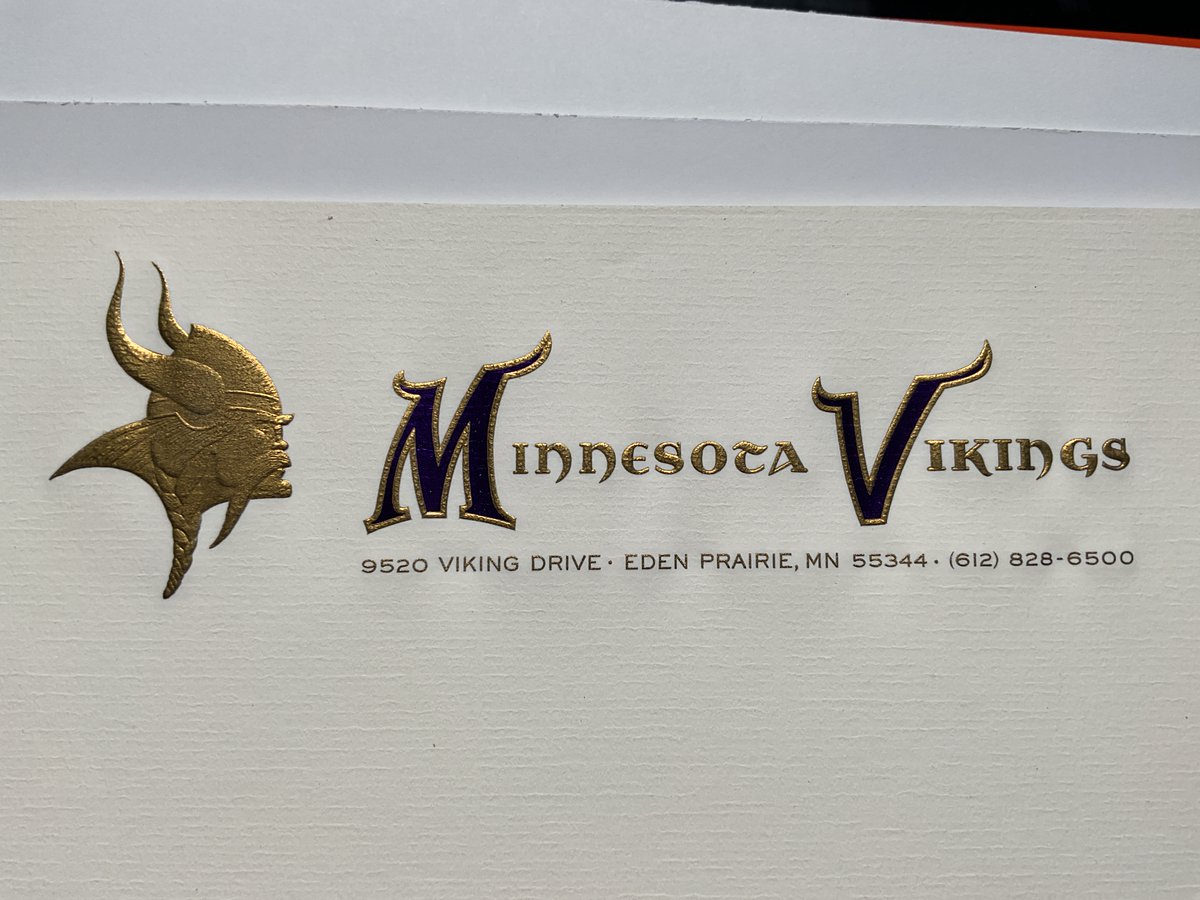 Minnesota Vikings
9520 VIKING DRIVE · EDEN PRAIRIE, MN 55344 · (612) 828-6500